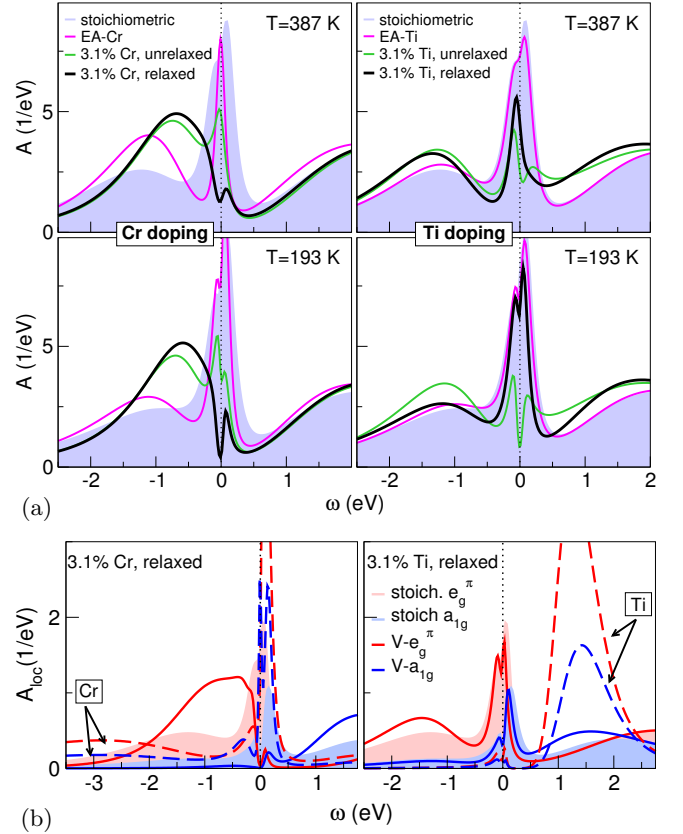 stoichiometric
EA-Cr
3.1% Cr, unrelaxed
3.1% Cr, relaxed
T=387 K
stoichiometric
EA-Ti
3.1% Ti, unrelaxed
3.1% Ti, relaxed
T=387 K
A (1/eV)
5
0
Cr doping
Ti doping
T=193 K
T=193 K
A (1/eV)
5
0
-2 -1 0 1
-2 -1 0 1 2
ω (eV)
ω (eV)
(a)
3.1% Cr, relaxed
3.1% Ti, relaxed
stoich. e_g^π
stoich a_1g
V-e_g^π
V-a_1g
Cr
Ti
A_loc(1/eV)
2
0
-3 -2 -1 0 1
-2 -1 0 1 2
ω (eV)
ω (eV)
(b)